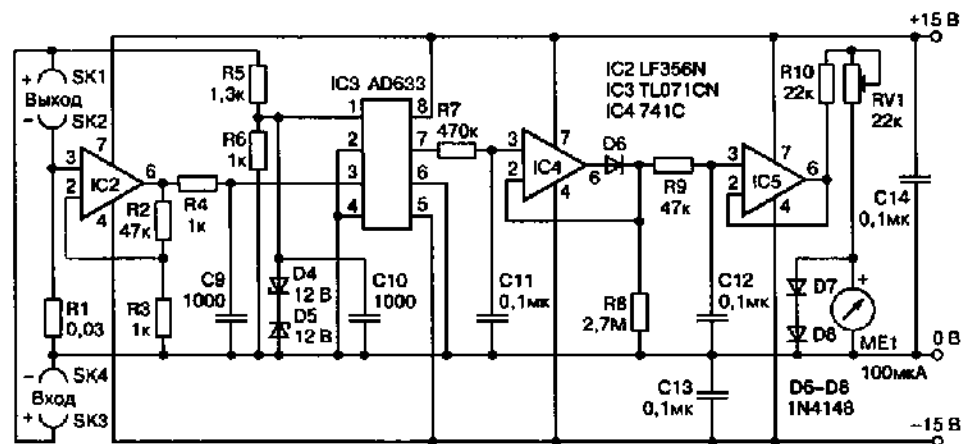 +15 В
+ SK1
Выход
- SK2
R5
1,3к
R6
1к
IC3 AD633
1
2
3
4
8
7
6
5
R7
470к
IC2 LF356N
IC3 TL071CN
IC4 741C
R10
22к
RV1
22к
3
2
7
6
4
IC2
R4
1к
R2
47к
R3
1к
R1
0,03
C9
1000
D4
12 В
D5
12 В
C10
1000
C11
0,1мк
3
2
7
6
4
IC4
D6
R9
47к
R8
2,7М
3
2
7
6
4
IC5
C12
0,1мк
C13
0,1мк
C14
0,1мк
D7
D8
+
ME1
100мкА
0 В
- SK4
Вход
+ SK3
D6–D8
1N4148
–15 В